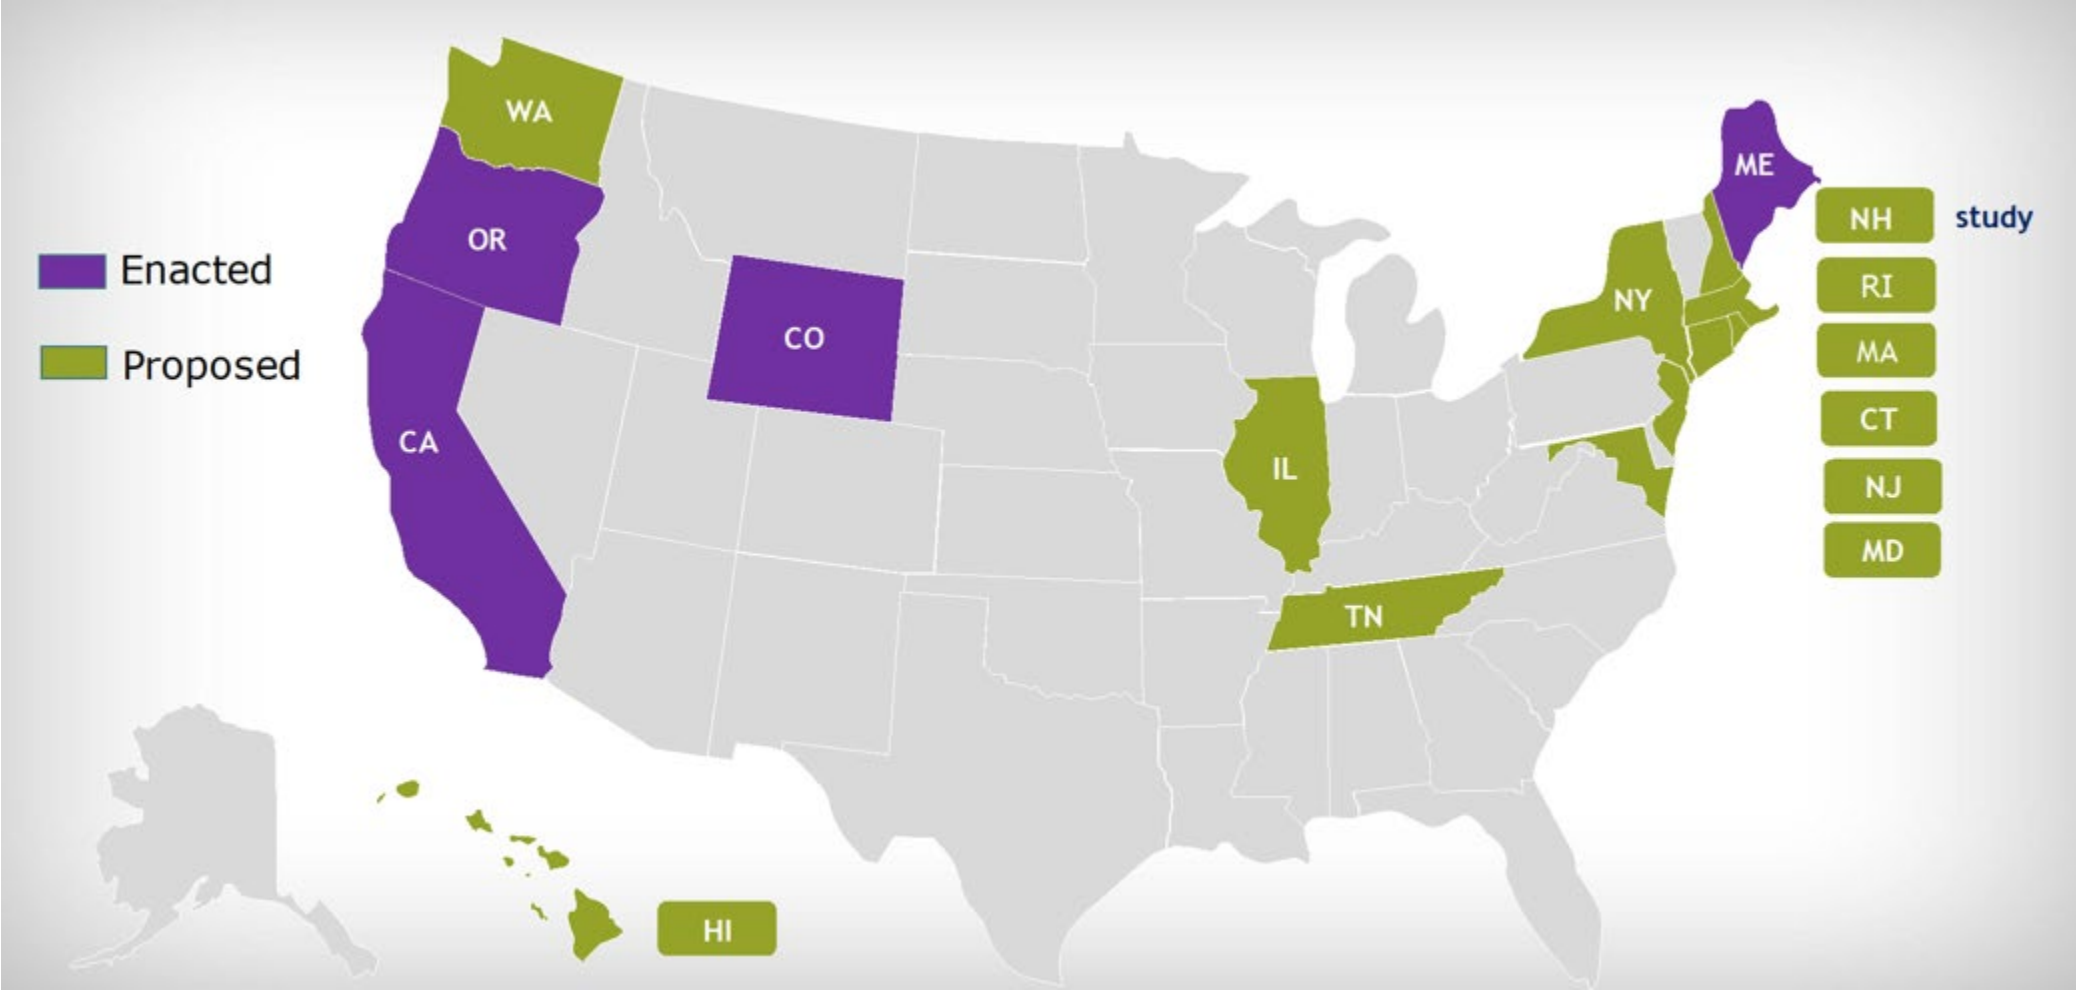 WA
ME
NH study
OR
Enacted
RI
NY
CO
MA
Proposed
CT
CA
IL
NJ
MD
TN
HI